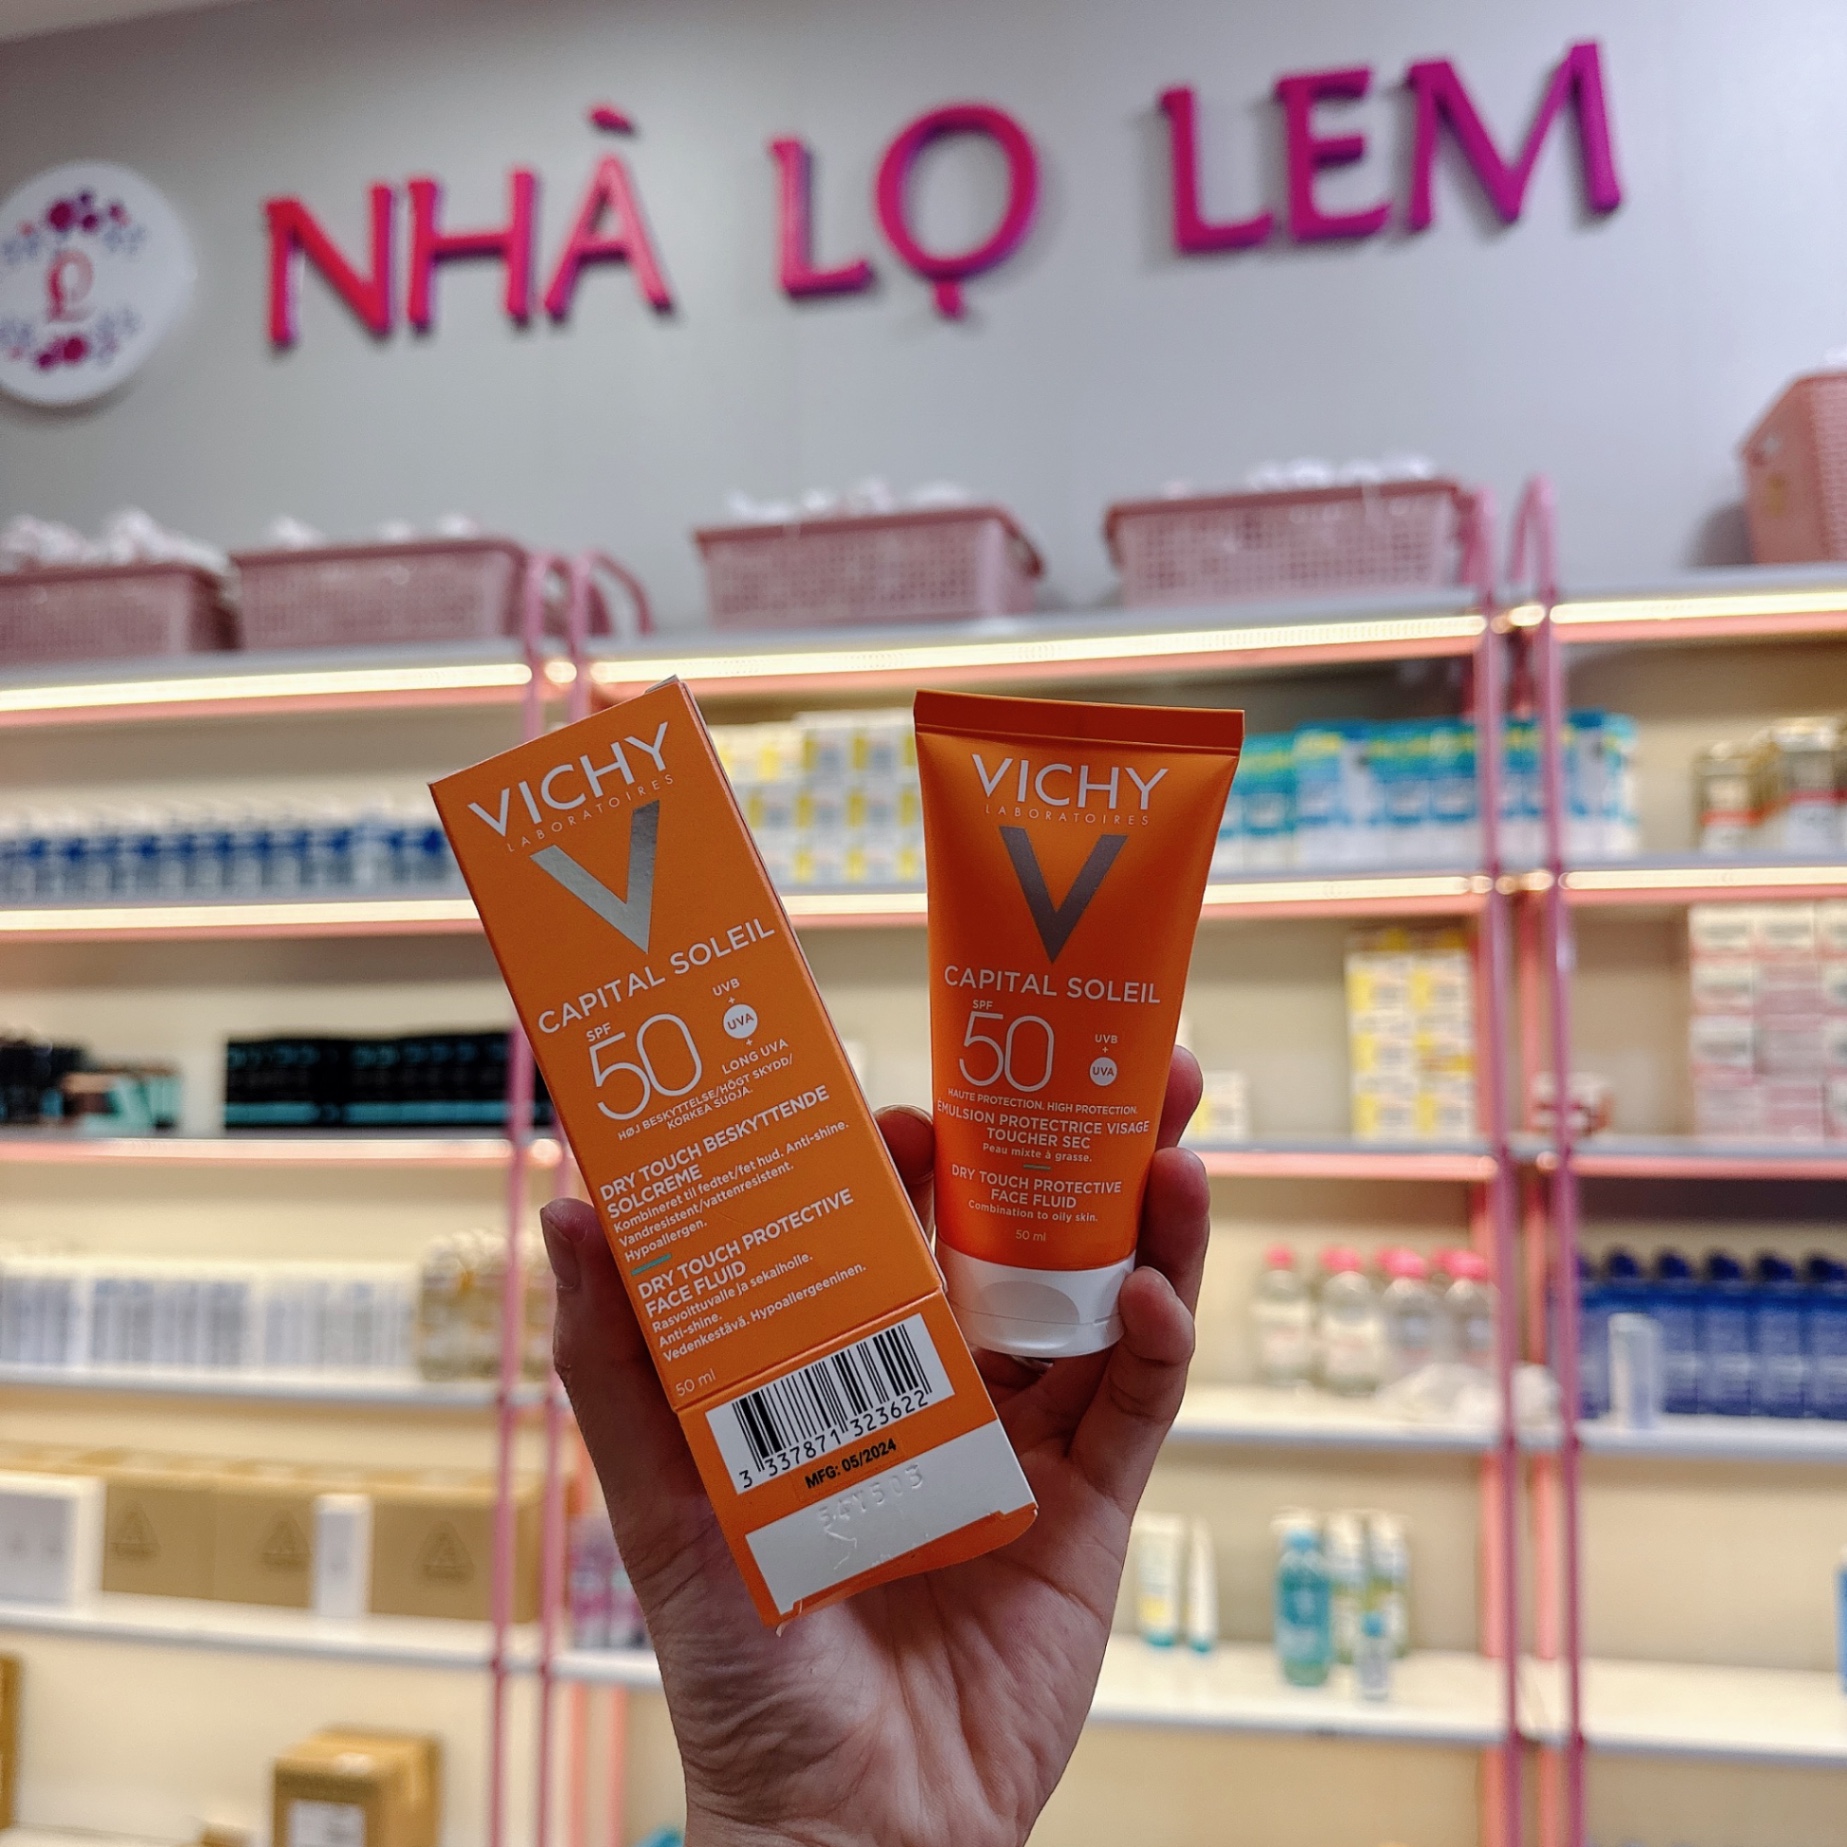 NHÀ LỌ LEM
VICHY
LABORATOIRES
CAPITAL SOLEIL
SPF
50
UVB
+
UVA
+
LONG UVA
HØJ BESKYTTELSE/HÖGT SKYDD/
KORKEA SUOJA.
DRY TOUCH BESKYTTENDE
SOLCREME
Kombineret til fedtet/fet hud. Anti-shine.
Vandresistent/vattenresistent.
Hypoallergen.
DRY TOUCH PROTECTIVE
FACE FLUID
Rasvoittuvalle ja sekaiholle.
Anti-shine.
Vedenkestävä. Hypoallergeeninen.
50 ml
3 337871 323622
MFG: 05/2024
VICHY
LABORATOIRES
CAPITAL SOLEIL
SPF
50
UVB
+
UVA
HAUTE PROTECTION. HIGH PROTECTION.
ÉMULSION PROTECTRICE VISAGE
TOUCHER SEC
Peau mixte à grasse.
DRY TOUCH PROTECTIVE
FACE FLUID
Combination to oily skin.
50 ml